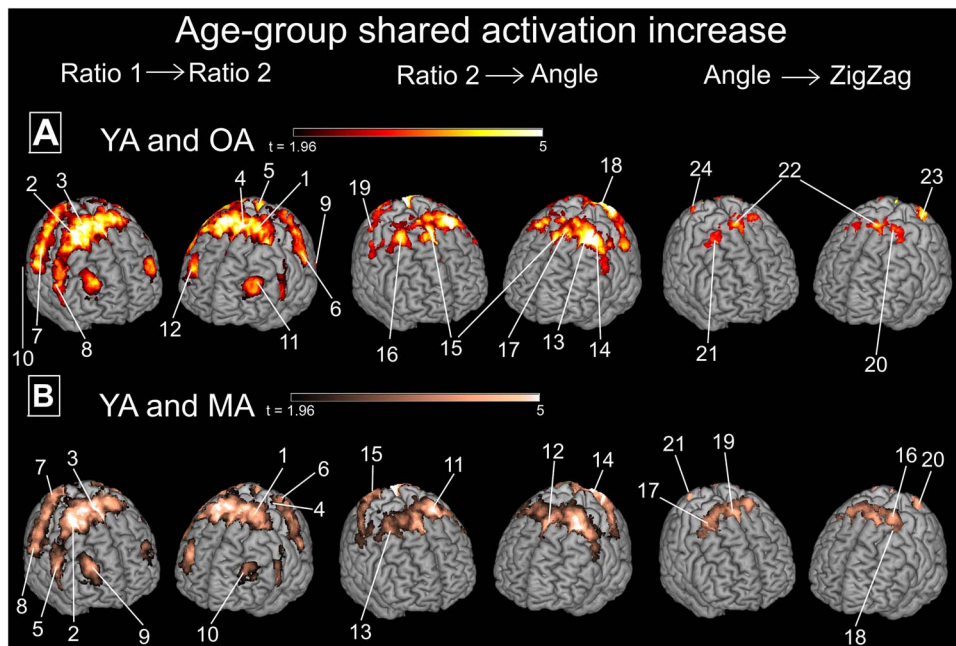 Age-group shared activation increase
Ratio 1 → Ratio 2 Ratio 2 → Angle Angle → ZigZag
A YA and OA t = 1.96 5
2 3 4 5 1 9 19 18 24 22 23
10 7 8 12 11 6 16 15 17 13 14 21 20
B YA and MA t = 1.96 5
7 3 1 6 4 15 11 12 14 21 19 17 16 20
8 5 2 9 10 13 18